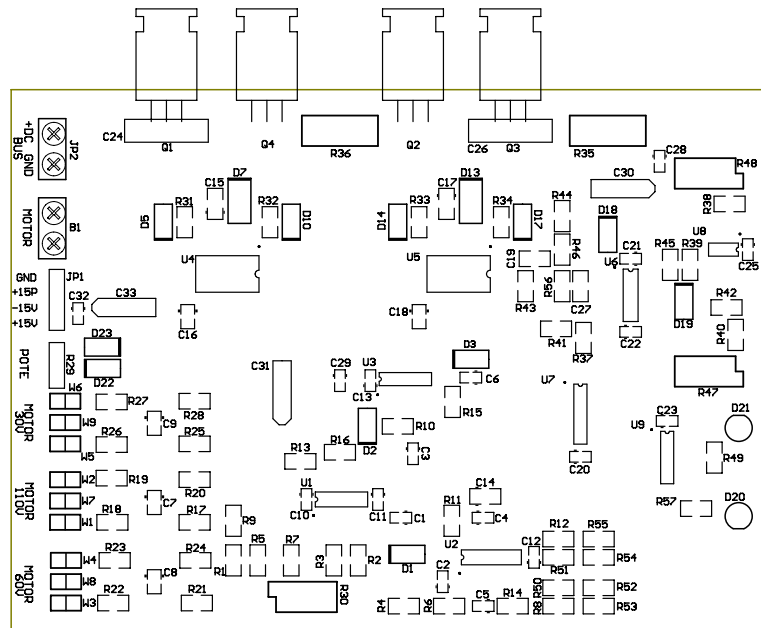 C24 Q1 Q4 R36 Q2 C26 Q3 R35 C28 R48
+DC BUS GND JP2
C30
R38
D7 C15 R31 D5 R32 D10
D13 C17 R33 D14 R34 D17
R44 D18 R46
MOTOR B1
U4 U5 C19 U6 C21 R45 R39 U8 C25
GND JP1
+15P
-15V
+15V
C32 C33 C16 C18 R43 R56 C27 C22 D19 R42 R40
R41 R37
POTE R29 D23 D22
C31 C29 U3 C13 D3 C6 R15 U7 R47
W6 R27 R28
MOTOR 30V W9 C9
W5 R26 R25
R13 R16 D2 R10 C3 C20 C23 U9 D21 R49
W2 R19 R20
MOTOR 110V W7 C7
W1 R18 R17
U1 C10 C11 C1 R11 C14 C4 R57 D20
R9 R5 R7 R3 R2 D1 U2 C12 R12 R55
R51 R54
W4 R23 R24 R1
MOTOR 60V W8 C8
W3 R22 R21
R30 R4 C2 R6 C5 R14 R50 R52
R8 R53